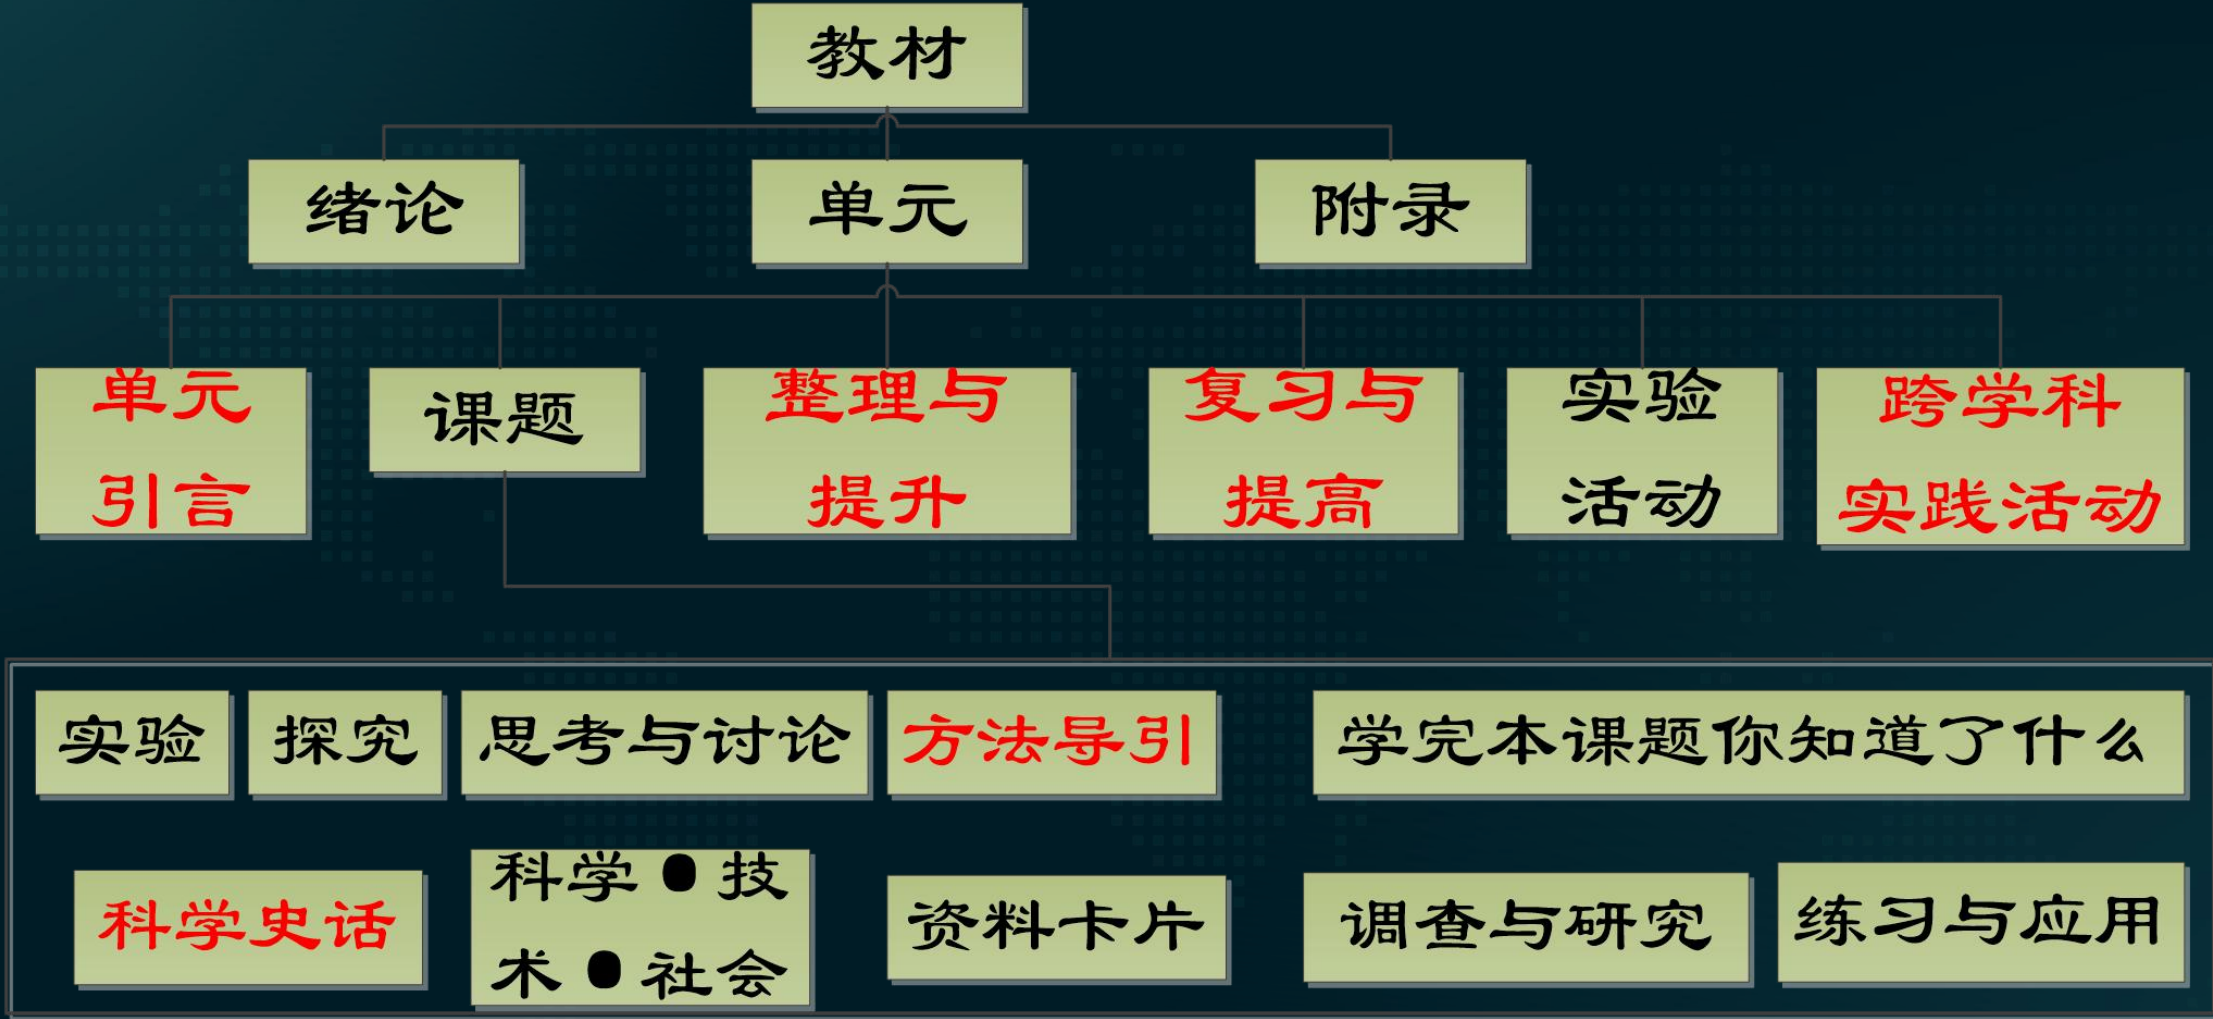 教材
绪论
单元
附录
单元
引言
课题
整理与
提升
复习与
提高
实验
活动
跨学科
实践活动
实验
探究
思考与讨论
方法导引
学完本课题你知道了什么
科学史话
科学●技
术●社会
资料卡片
调查与研究
练习与应用